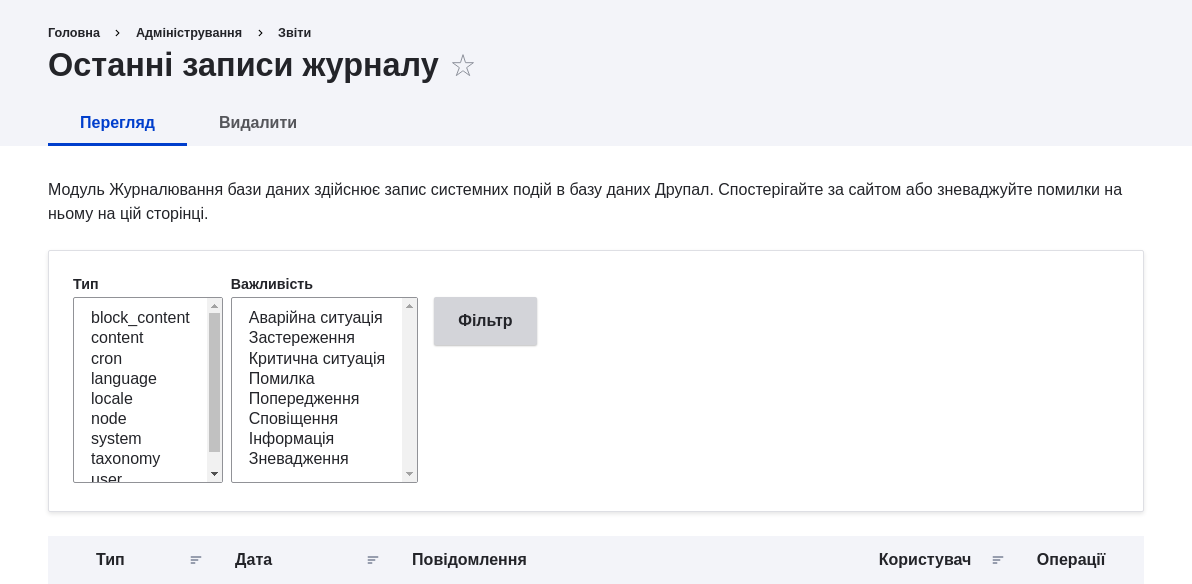 Головна › Адміністрування › Звіти
Останні записи журналу ☆
Перегляд Видалити
Модуль Журналювання бази даних здійснює запис системних подій в базу даних Друпал. Спостерігайте за сайтом або зневаджуйте помилки на
ньому на цій сторінці.
Тип
block_content
content
cron
language
locale
node
system
taxonomy
user
Важливість
Аварійна ситуація
Застереження
Критична ситуація
Помилка
Попередження
Сповіщення
Інформація
Зневадження
Фільтр
Тип Дата Повідомлення Користувач Операції